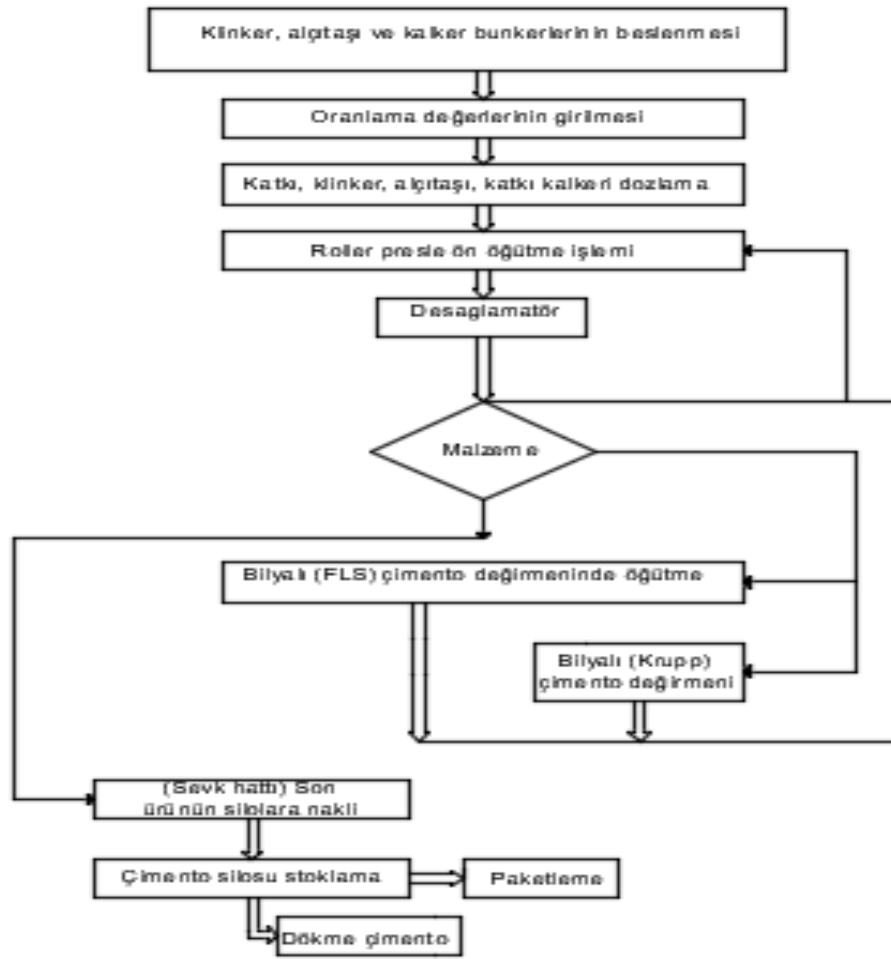 Klinker, alçıtaşı ve kalker bunkerlerinin beslenmesi
Oranlama değerlerinin girilmesi
Katkı, klinker, alçıtaşı, katkı kalkeri dozlama
Roller presle ön öğütme işlemi
Desaglamatör
Malzeme
Bilyalı (FLS) çimento değirmeninde öğütme
Bilyalı (Krupp)
çimento değirmeni
(Sevk hattı) Son
ürünün silolara nakli
Çimento silosu stoklama
Paketleme
Dökme çimento